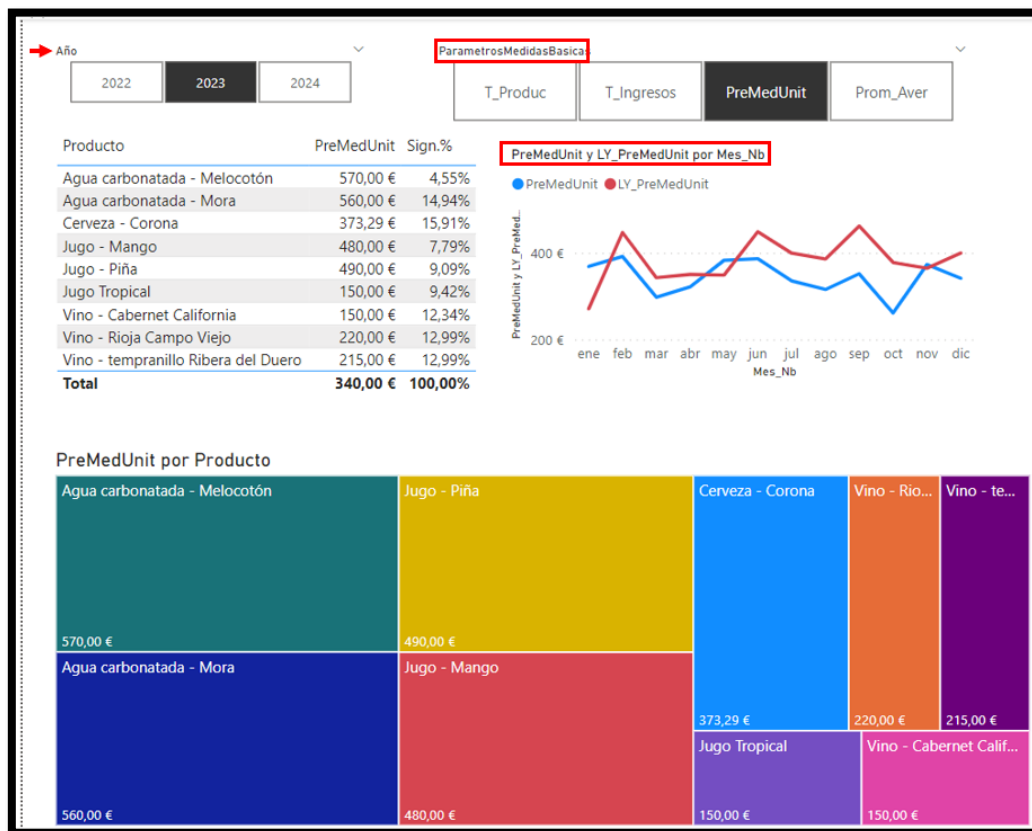 Año
2022 2023 2024
ParametrosMedidasBasicas
T_Produc T_Ingresos PreMedUnit Prom_Aver
Producto PreMedUnit Sign.%
Agua carbonatada - Melocotón 570,00 € 4,55%
Agua carbonatada - Mora 560,00 € 14,94%
Cerveza - Corona 373,29 € 15,91%
Jugo - Mango 480,00 € 7,79%
Jugo - Piña 490,00 € 9,09%
Jugo Tropical 150,00 € 9,42%
Vino - Cabernet California 150,00 € 12,34%
Vino - Rioja Campo Viejo 220,00 € 12,99%
Vino - tempranillo Ribera del Duero 215,00 € 12,99%
Total 340,00 € 100,00%
PreMedUnit y LY_PreMedUnit por Mes_Nb
PreMedUnit LY_PreMedUnit
PreMedUnit y LY_PreMed...
400 €
200 €
ene feb mar abr may jun jul ago sep oct nov dic
Mes_Nb
PreMedUnit por Producto
Agua carbonatada - Melocotón
570,00 €
Agua carbonatada - Mora
560,00 €
Jugo - Piña
490,00 €
Jugo - Mango
480,00 €
Cerveza - Corona
373,29 €
Vino - Rio...
220,00 €
Vino - te...
215,00 €
Jugo Tropical
150,00 €
Vino - Cabernet Calif...
150,00 €